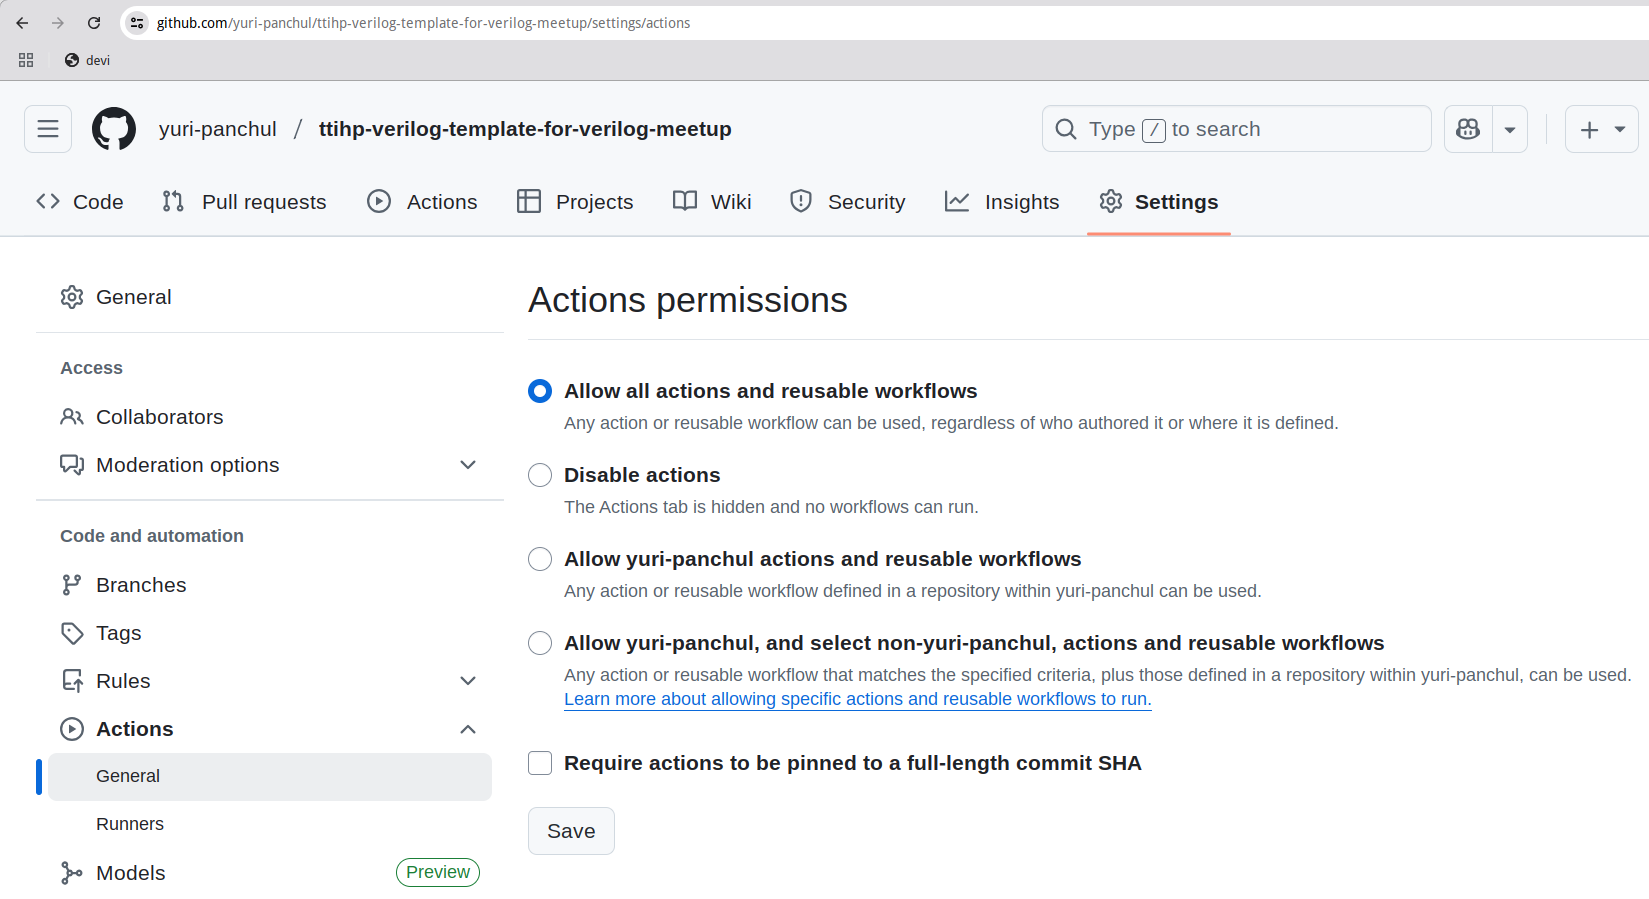 github.com/yuri-panchul/ttihp-verilog-template-for-verilog-meetup/settings/actions
devi
yuri-panchul / ttihp-verilog-template-for-verilog-meetup
Type / to search
Code
Pull requests
Actions
Projects
Wiki
Security
Insights
Settings
General
Access
Collaborators
Moderation options
Code and automation
Branches
Tags
Rules
Actions
General
Runners
Models
Preview
Actions permissions
Allow all actions and reusable workflows
Any action or reusable workflow can be used, regardless of who authored it or where it is defined.
Disable actions
The Actions tab is hidden and no workflows can run.
Allow yuri-panchul actions and reusable workflows
Any action or reusable workflow defined in a repository within yuri-panchul can be used.
Allow yuri-panchul, and select non-yuri-panchul, actions and reusable workflows
Any action or reusable workflow that matches the specified criteria, plus those defined in a repository within yuri-panchul, can be used.
Learn more about allowing specific actions and reusable workflows to run.
Require actions to be pinned to a full-length commit SHA
Save